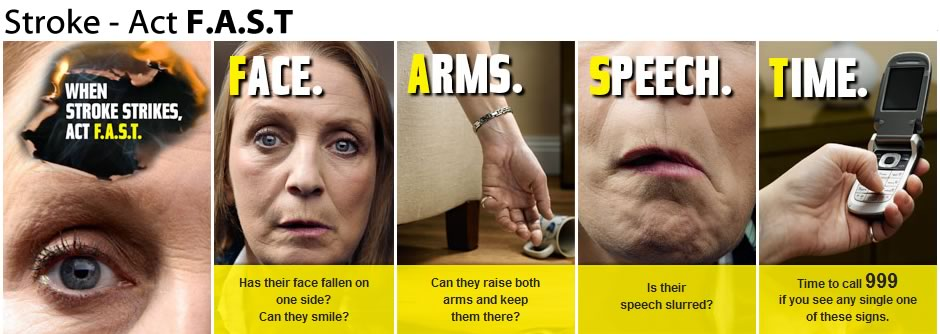 Stroke - Act F.A.S.T
WHEN
STROKE STRIKES,
ACT F.A.S.T.
FACE.
Has their face fallen on
one side?
Can they smile?
ARMS.
Can they raise both
arms and keep
them there?
SPEECH.
Is their
speech slurred?
TIME.
Time to call 999
if you see any single one
of these signs.